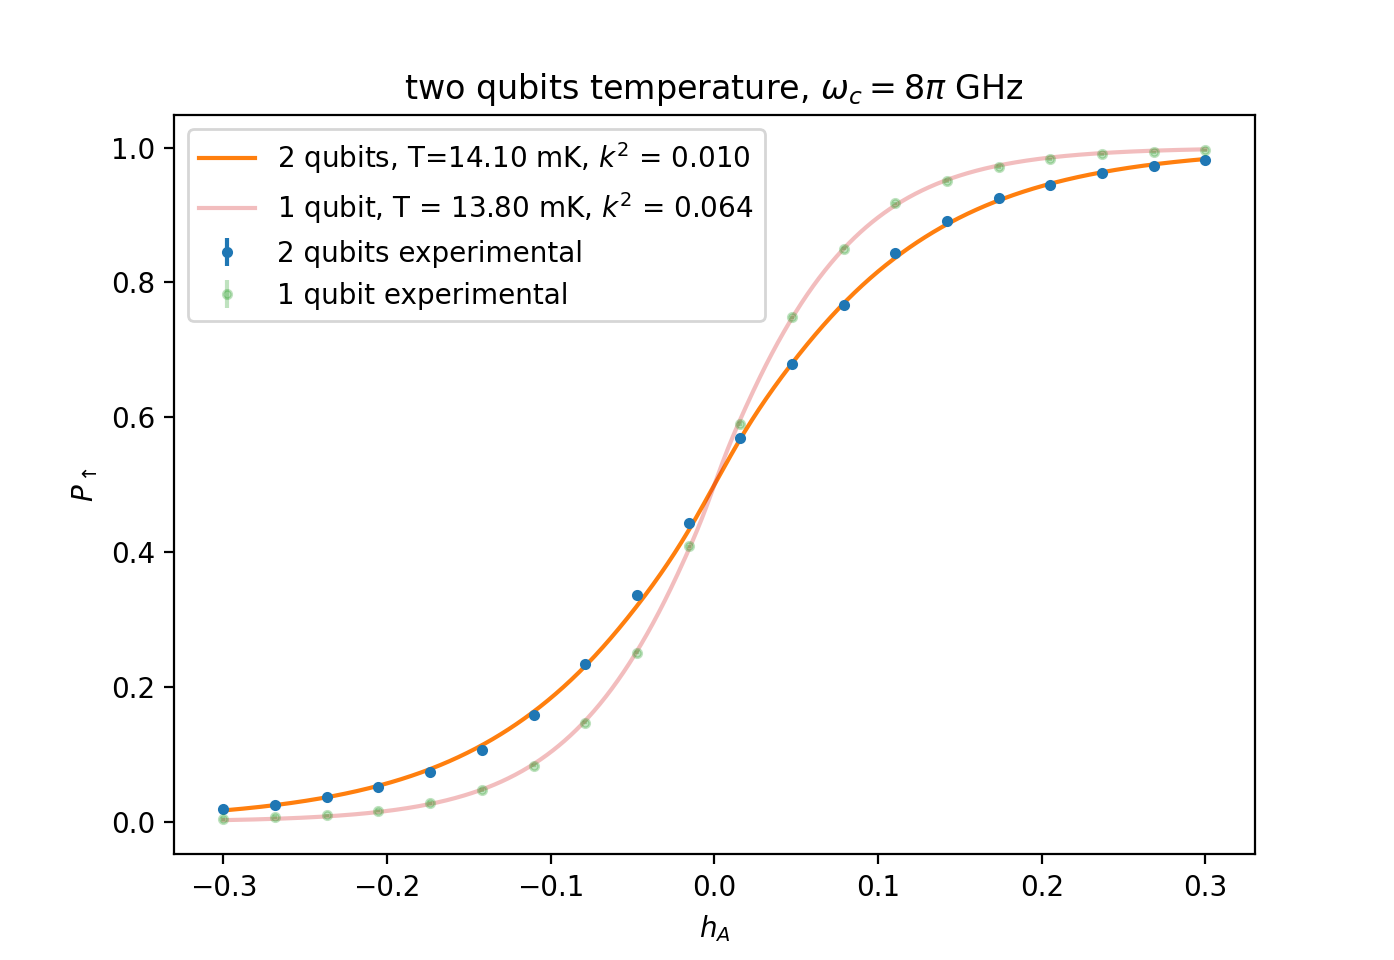 two qubits temperature, ω_c = 8π GHz
2 qubits, T=14.10 mK, k² = 0.010
1 qubit, T = 13.80 mK, k² = 0.064
2 qubits experimental
1 qubit experimental
1.0
0.8
0.6
0.4
0.2
0.0
P↑
−0.3 −0.2 −0.1 0.0 0.1 0.2 0.3
h_A